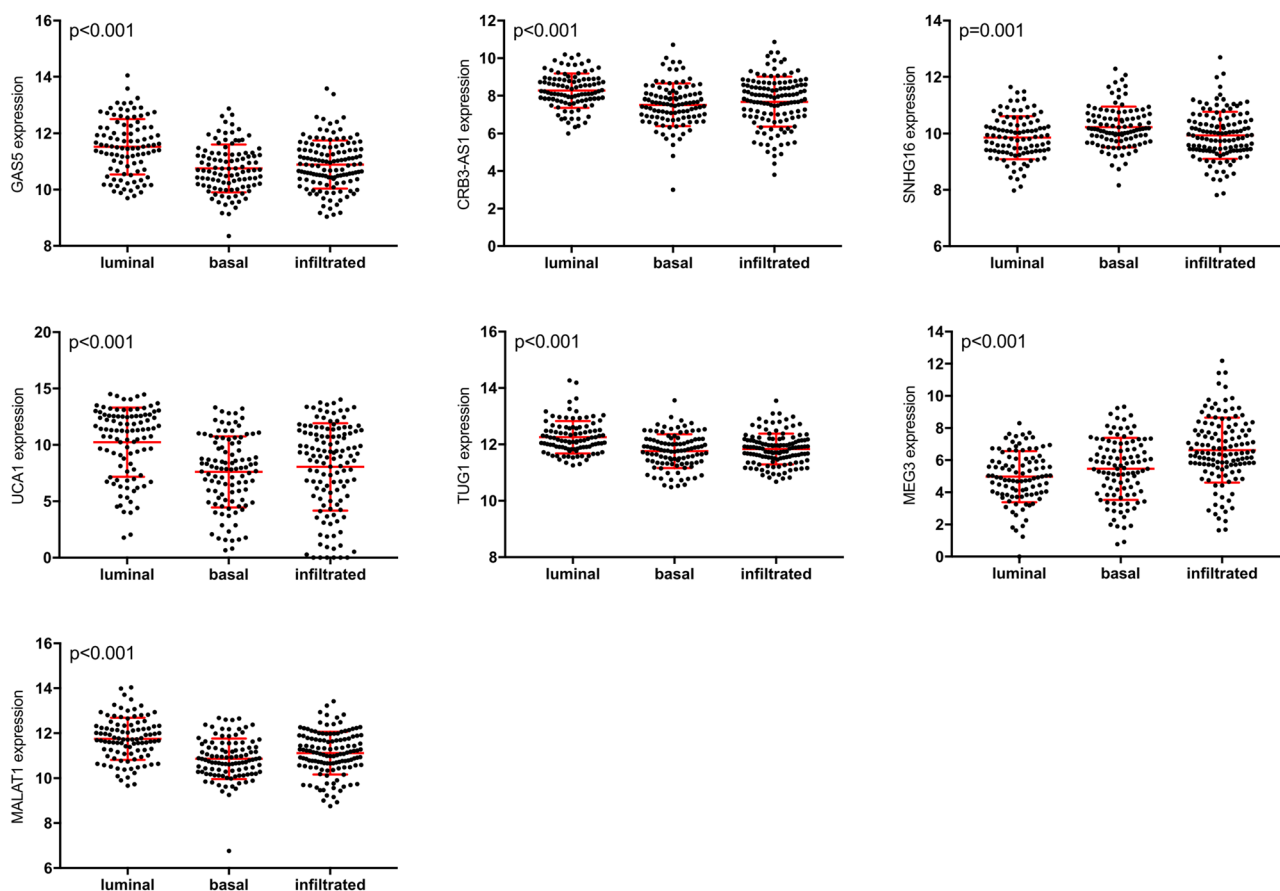 p<0.001
GAS5 expression
16
14
12
10
8
luminal basal infiltrated
p<0.001
CRB3-AS1 expression
12
10
8
6
4
2
0
luminal basal infiltrated
p=0.001
SNHG16 expression
14
12
10
8
6
luminal basal infiltrated
p<0.001
UCA1 expression
20
15
10
5
0
luminal basal infiltrated
p<0.001
TUG1 expression
16
14
12
10
8
luminal basal infiltrated
p<0.001
MEG3 expression
14
12
10
8
6
4
2
0
luminal basal infiltrated
p<0.001
MALAT1 expression
16
14
12
10
8
6
luminal basal infiltrated